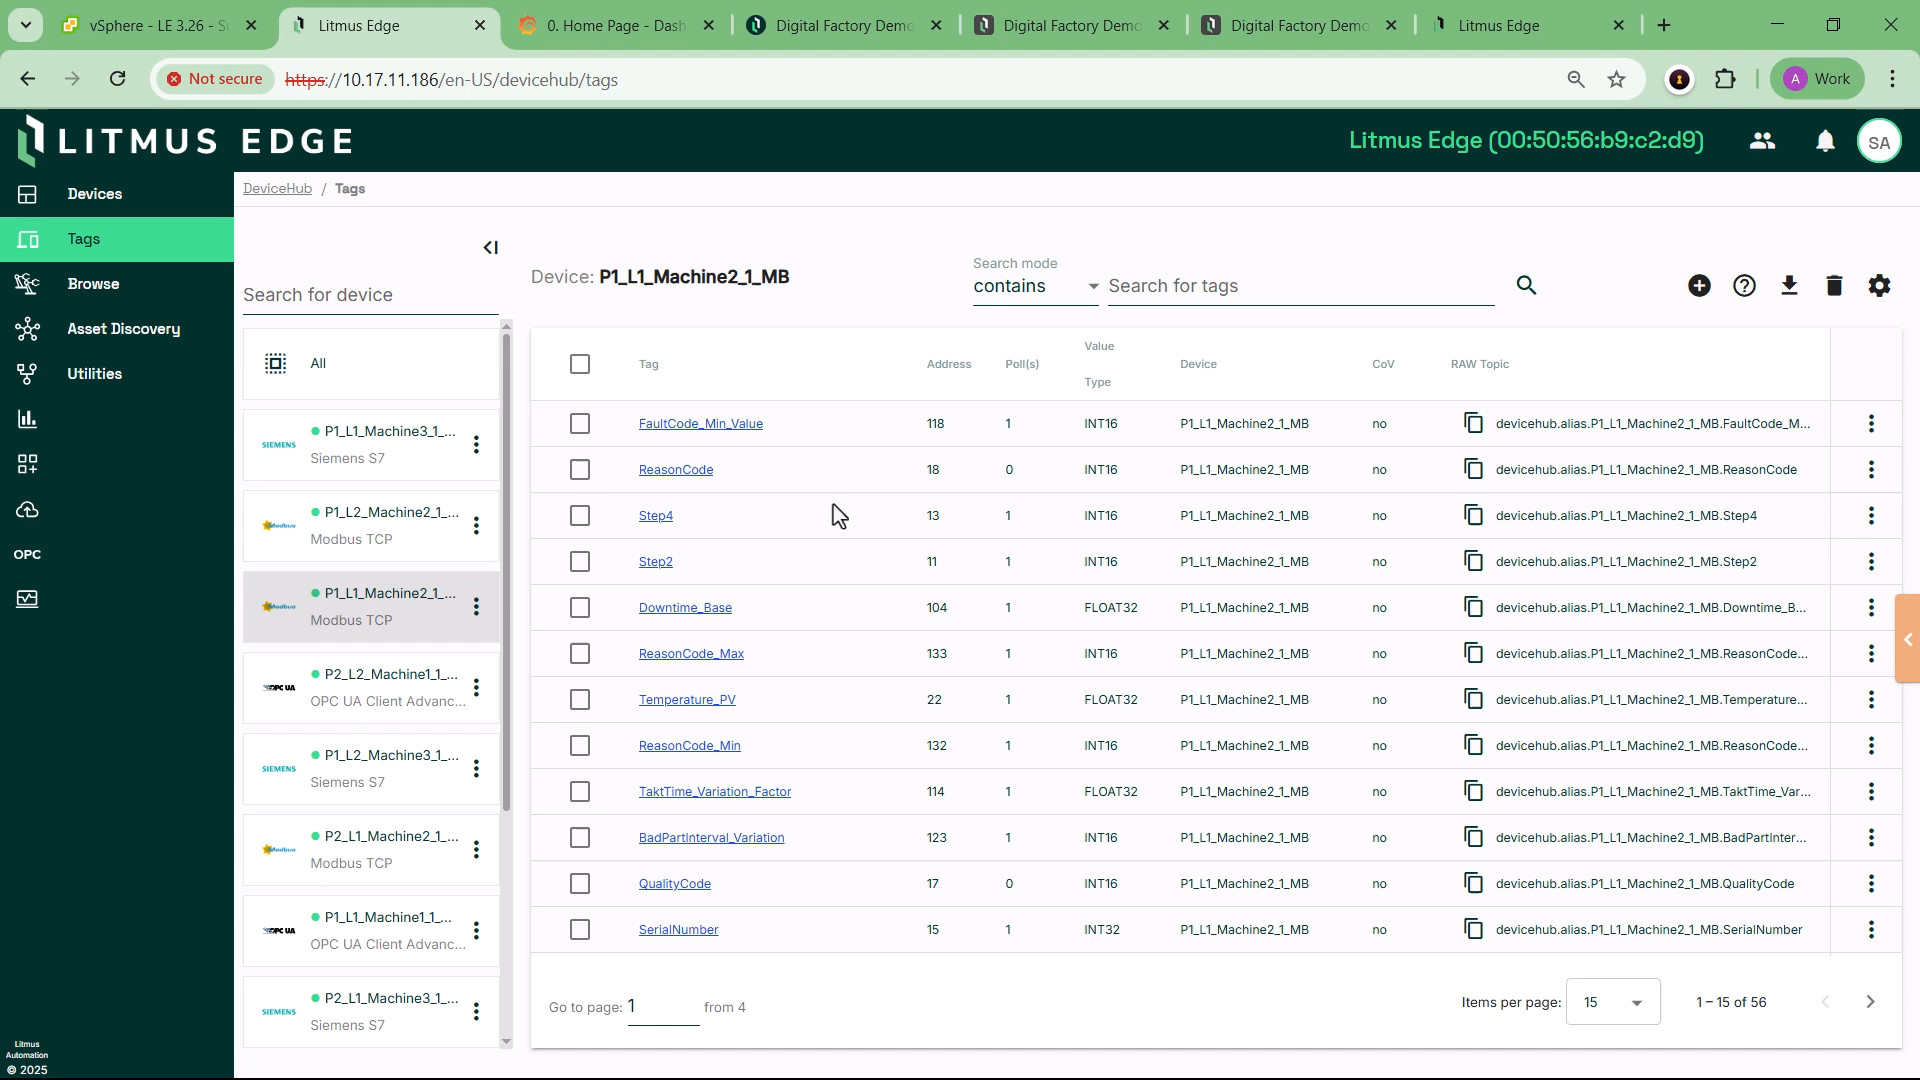 vSphere - LE 3.26 - S
Litmus Edge
0. Home Page - Dash
Digital Factory Demo
Digital Factory Demo
Digital Factory Demo
Litmus Edge
Not secure
https://10.17.11.186/en-US/devicehub/tags
A Work
LITMUS EDGE
Litmus Edge (00:50:56:b9:c2:d9)
SA
Devices
Tags
Browse
Asset Discovery
Utilities
OPC
Litmus
Automation
© 2025
DeviceHub / Tags
Search for device
All
SIEMENS P1_L1_Machine3_1_...
Siemens S7
Modbus P1_L2_Machine2_1_...
Modbus TCP
Modbus P1_L1_Machine2_1_...
Modbus TCP
OPC UA P2_L2_Machine1_1_...
OPC UA Client Advanc...
SIEMENS P1_L2_Machine3_1_...
Siemens S7
Modbus P2_L1_Machine2_1_...
Modbus TCP
OPC UA P1_L1_Machine1_1_...
OPC UA Client Advanc...
SIEMENS P2_L1_Machine3_1_...
Siemens S7
Device: P1_L1_Machine2_1_MB
Search mode
contains
Search for tags
Tag Address Poll(s) Value Type Device CoV RAW Topic
FaultCode_Min_Value 118 1 INT16 P1_L1_Machine2_1_MB no devicehub.alias.P1_L1_Machine2_1_MB.FaultCode_M...
ReasonCode 18 0 INT16 P1_L1_Machine2_1_MB no devicehub.alias.P1_L1_Machine2_1_MB.ReasonCode
Step4 13 1 INT16 P1_L1_Machine2_1_MB no devicehub.alias.P1_L1_Machine2_1_MB.Step4
Step2 11 1 INT16 P1_L1_Machine2_1_MB no devicehub.alias.P1_L1_Machine2_1_MB.Step2
Downtime_Base 104 1 FLOAT32 P1_L1_Machine2_1_MB no devicehub.alias.P1_L1_Machine2_1_MB.Downtime_B...
ReasonCode_Max 133 1 INT16 P1_L1_Machine2_1_MB no devicehub.alias.P1_L1_Machine2_1_MB.ReasonCode...
Temperature_PV 22 1 FLOAT32 P1_L1_Machine2_1_MB no devicehub.alias.P1_L1_Machine2_1_MB.Temperature...
ReasonCode_Min 132 1 INT16 P1_L1_Machine2_1_MB no devicehub.alias.P1_L1_Machine2_1_MB.ReasonCode...
TaktTime_Variation_Factor 114 1 FLOAT32 P1_L1_Machine2_1_MB no devicehub.alias.P1_L1_Machine2_1_MB.TaktTime_Var...
BadPartInterval_Variation 123 1 INT16 P1_L1_Machine2_1_MB no devicehub.alias.P1_L1_Machine2_1_MB.BadPartInter...
QualityCode 17 0 INT16 P1_L1_Machine2_1_MB no devicehub.alias.P1_L1_Machine2_1_MB.QualityCode
SerialNumber 15 1 INT32 P1_L1_Machine2_1_MB no devicehub.alias.P1_L1_Machine2_1_MB.SerialNumber
Go to page: 1 from 4
Items per page: 15
1 – 15 of 56